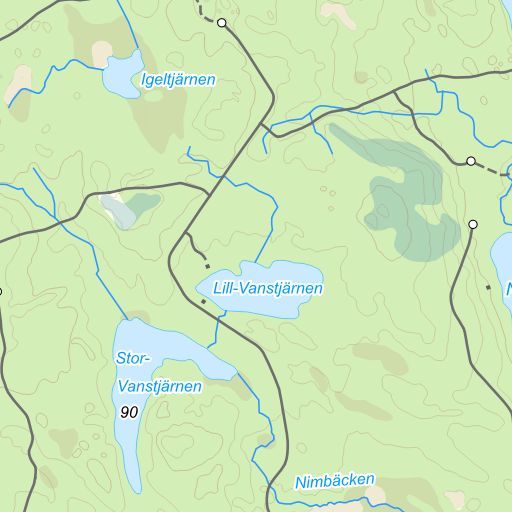 Igeltjärnen
Lill-Vanstjärnen
N
Stor-
Vanstjärnen
90
Nimbäcken